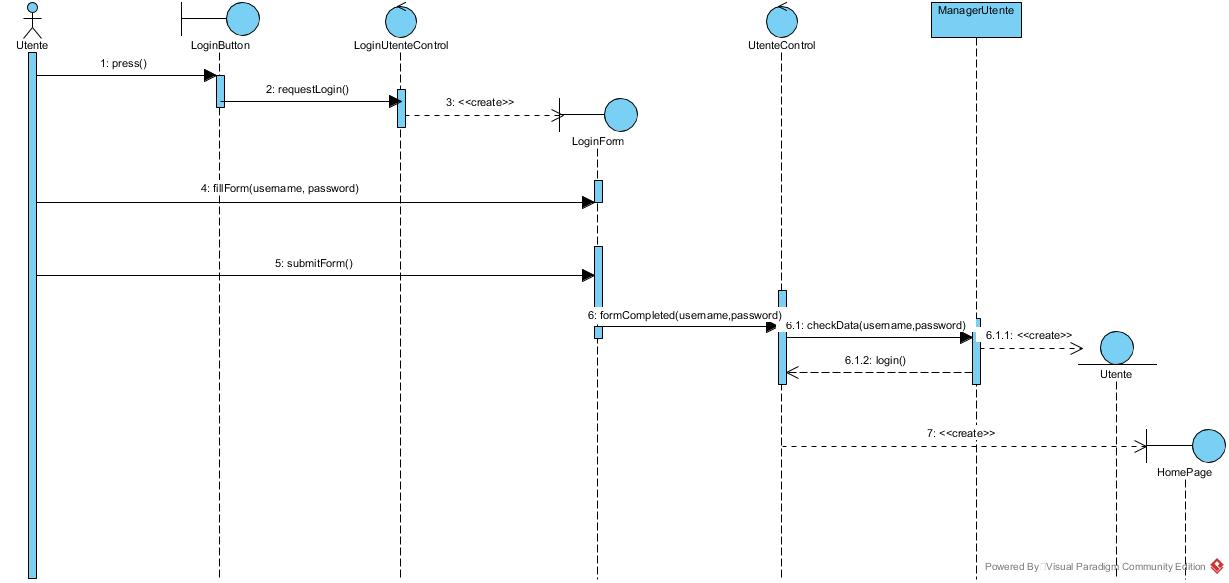 ManagerUtente
Utente
LoginButton
LoginUtenteControl
UtenteControl
1: press()
2: requestLogin()
3: <<create>>
LoginForm
4: fillForm(username, password)
5: submitForm()
6: formCompleted(username,password)
6.1: checkData(username,password)
6.1.1: <<create>>
6.1.2: login()
Utente
7: <<create>>
HomePage
Powered By Visual Paradigm Community Edition